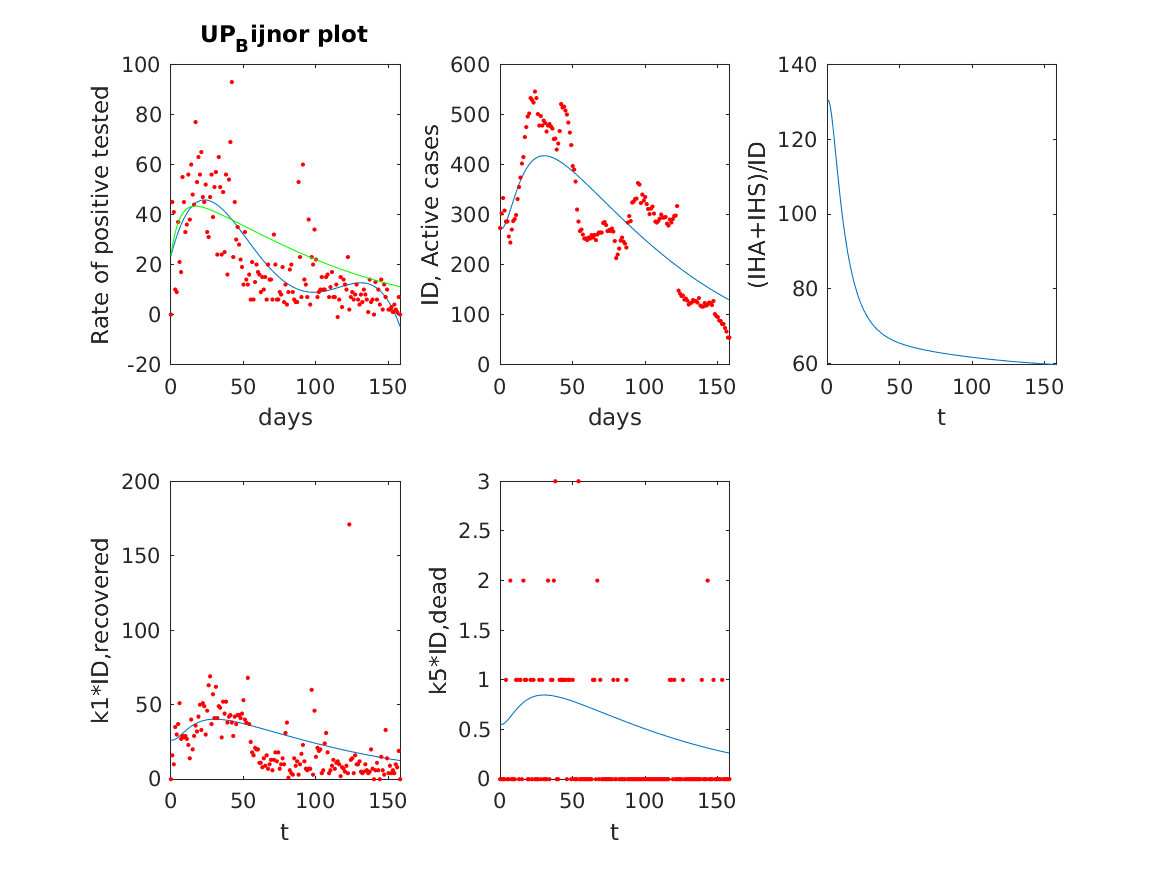 UP_Bijnor plot
100
80
60
40
20
0
-20
0 50 100 150
days
Rate of positive tested
600
500
400
300
200
100
0
0 50 100 150
days
ID, Active cases
140
120
100
80
60
0 50 100 150
t
(IHA+IHS)/ID
200
150
100
50
0
0 50 100 150
t
k1*ID,recovered
3
2.5
2
1.5
1
0.5
0
0 50 100 150
t
k5*ID,dead